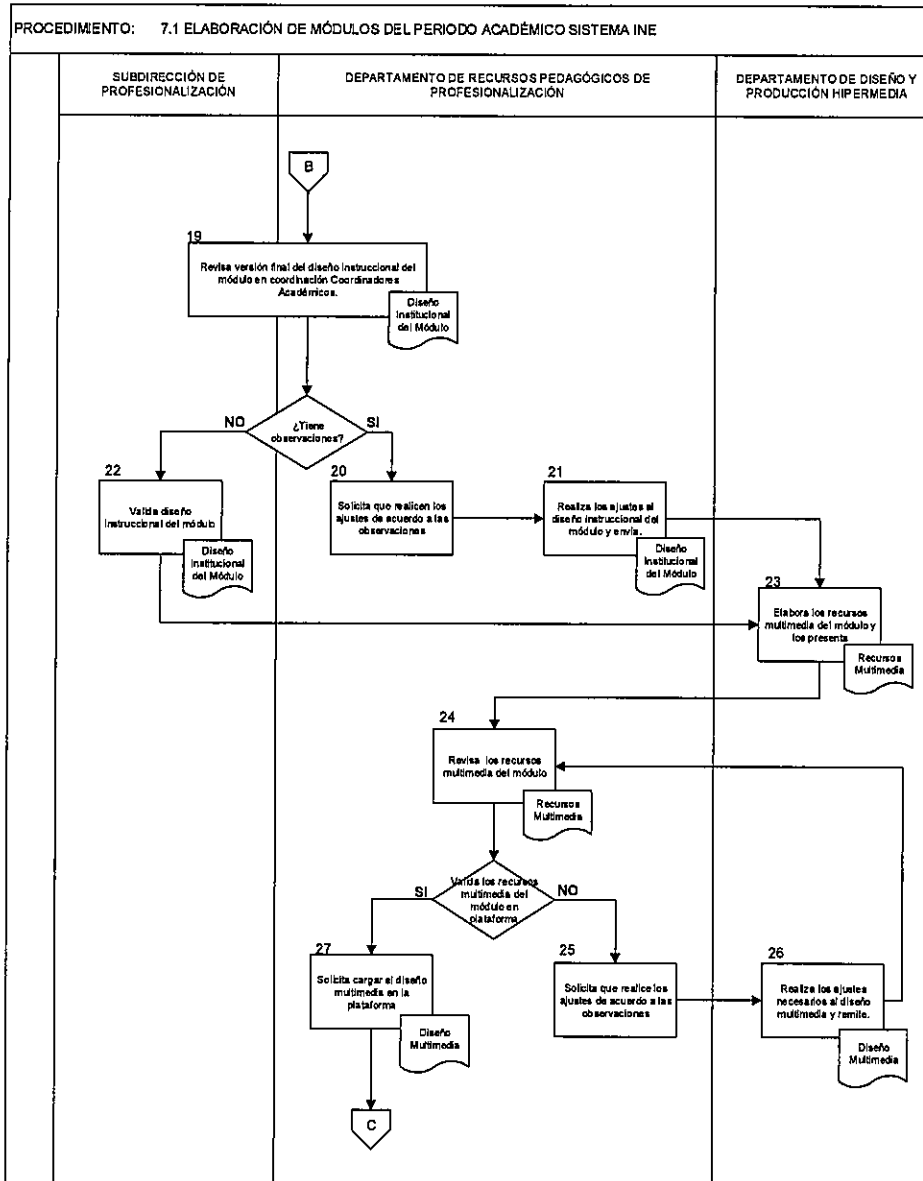 PROCEDIMIENTO: 7.1 ELABORACIÓN DE MÓDULOS DEL PERIODO ACADÉMICO SISTEMA INE
SUBDIRECCIÓN DE
PROFESIONALIZACIÓN
DEPARTAMENTO DE RECURSOS PEDAGÓGICOS DE
PROFESIONALIZACIÓN
DEPARTAMENTO DE DISEÑO Y
PRODUCCIÓN HIPERMEDIA
B
19
Revisa versión final del diseño instruccional del
módulo en coordinación Coordinadores
Académicos.
Diseño
Institucional
del Módulo
¿Tiene
observaciones?
NO
SI
22
Valida diseño
instruccional del módulo
Diseño
Institucional
del Módulo
20
Solicita que realicen los
ajustes de acuerdo a las
observaciones
21
Realiza los ajustes al
diseño instruccional del
módulo y envía.
Diseño
Institucional
del Módulo
23
Elabora los recursos
multimedia del módulo y
los presenta
Recursos
Multimedia
24
Revisa los recursos
multimedia del módulo
Recursos
Multimedia
Valida los recursos
multimedia del
módulo en
plataforma
SI
NO
27
Solicita cargar el diseño
multimedia en la
plataforma
Diseño
Multimedia
25
Solicita que realice los
ajustes de acuerdo a las
observaciones
26
Realiza los ajustes
necesarios al diseño
multimedia y remite.
Diseño
Multimedia
C